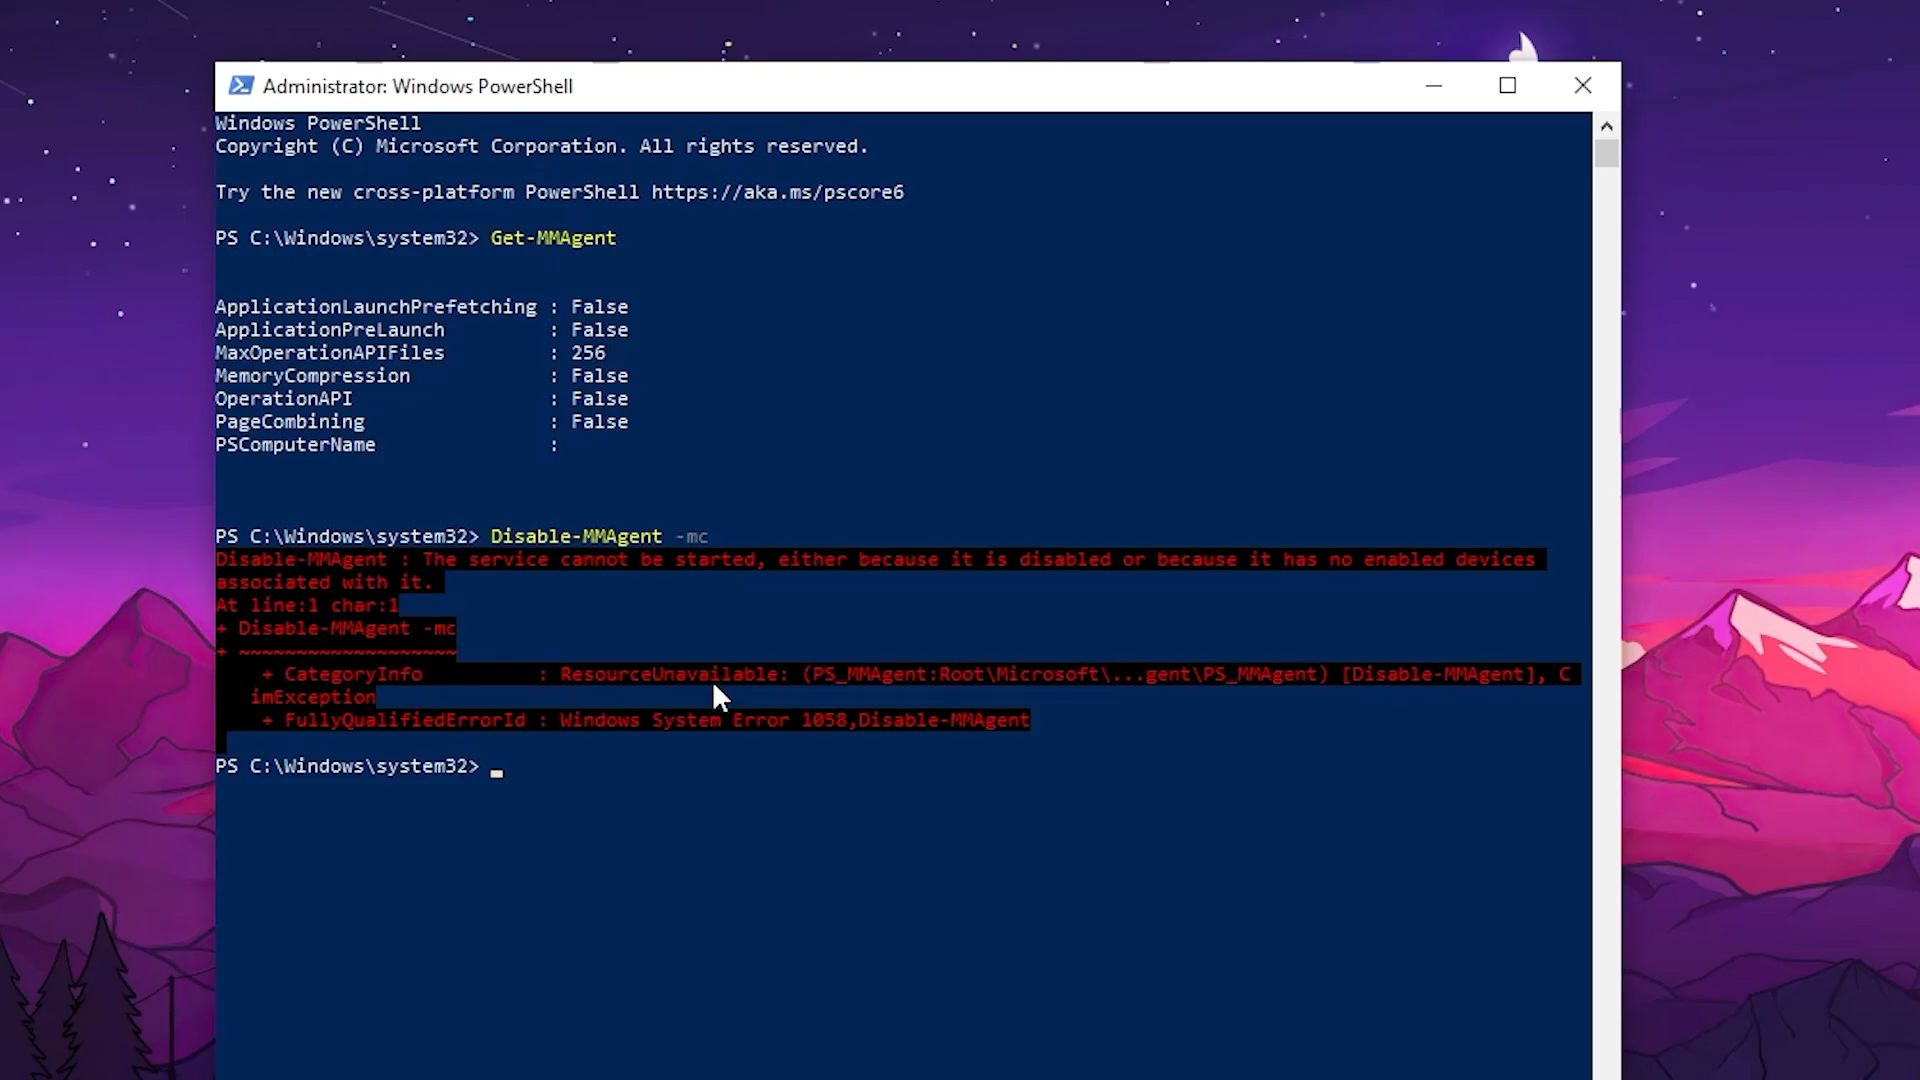 Administrator: Windows PowerShell
Windows PowerShell
Copyright (C) Microsoft Corporation. All rights reserved.
Try the new cross-platform PowerShell https://aka.ms/pscore6
PS C:\Windows\system32> Get-MMAgent
ApplicationLaunchPrefetching : False
ApplicationPreLaunch         : False
MaxOperationAPIFiles         : 256
MemoryCompression            : False
OperationAPI                 : False
PageCombining                : False
PSComputerName               :
PS C:\Windows\system32> Disable-MMAgent -mc
Disable-MMAgent : The service cannot be started, either because it is disabled or because it has no enabled devices
associated with it.
At line:1 char:1
+ Disable-MMAgent -mc
+ ~~~~~~~~~~~~~~~~~~~
    + CategoryInfo          : ResourceUnavailable: (PS_MMAgent:Root\Microsoft\...gent\PS_MMAgent) [Disable-MMAgent], C
   imException
    + FullyQualifiedErrorId : Windows System Error 1058,Disable-MMAgent
PS C:\Windows\system32> _